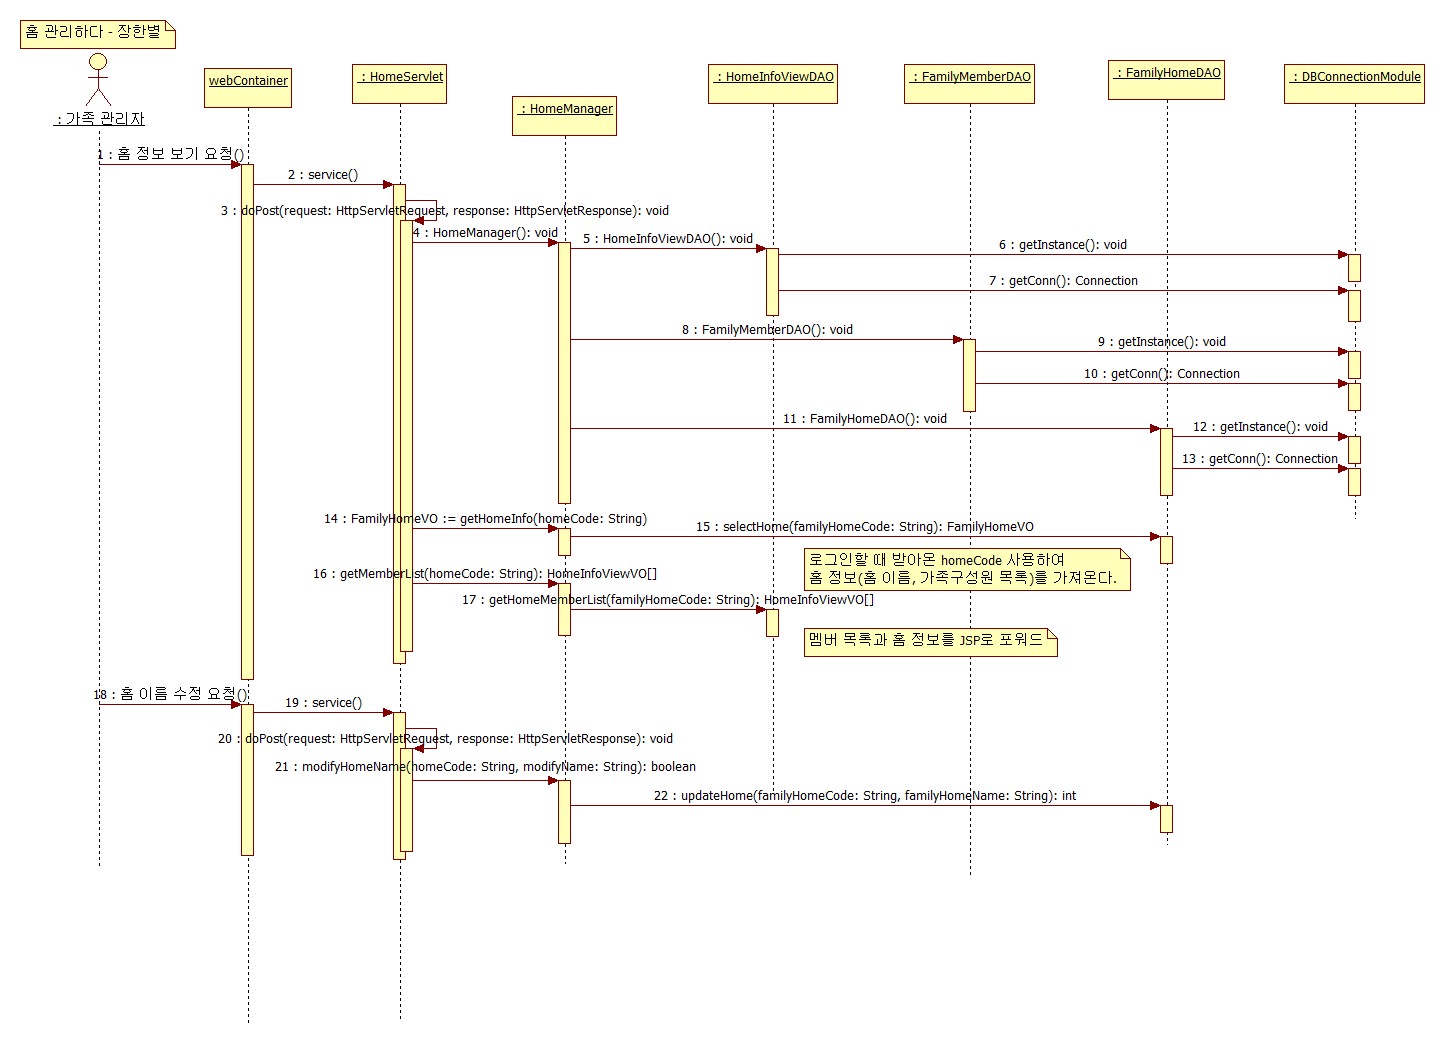 홈 관리하다 - 장한별
: 가족 관리자
webContainer
: HomeServlet
: HomeManager
: HomeInfoViewDAO
: FamilyMemberDAO
: FamilyHomeDAO
: DBConnectionModule
1 : 홈 정보 보기 요청()
2 : service()
3 : doPost(request: HttpServletRequest, response: HttpServletResponse): void
4 : HomeManager(): void
5 : HomeInfoViewDAO(): void
6 : getInstance(): void
7 : getConn(): Connection
8 : FamilyMemberDAO(): void
9 : getInstance(): void
10 : getConn(): Connection
11 : FamilyHomeDAO(): void
12 : getInstance(): void
13 : getConn(): Connection
14 : FamilyHomeVO := getHomeInfo(homeCode: String)
15 : selectHome(familyHomeCode: String): FamilyHomeVO
로그인할 때 받아온 homeCode 사용하여
홈 정보(홈 이름, 가족구성원 목록)를 가져온다.
16 : getMemberList(homeCode: String): HomeInfoViewVO[]
17 : getHomeMemberList(familyHomeCode: String): HomeInfoViewVO[]
멤버 목록과 홈 정보를 JSP로 포워드
18 : 홈 이름 수정 요청()
19 : service()
20 : doPost(request: HttpServletRequest, response: HttpServletResponse): void
21 : modifyHomeName(homeCode: String, modifyName: String): boolean
22 : updateHome(familyHomeCode: String, familyHomeName: String): int